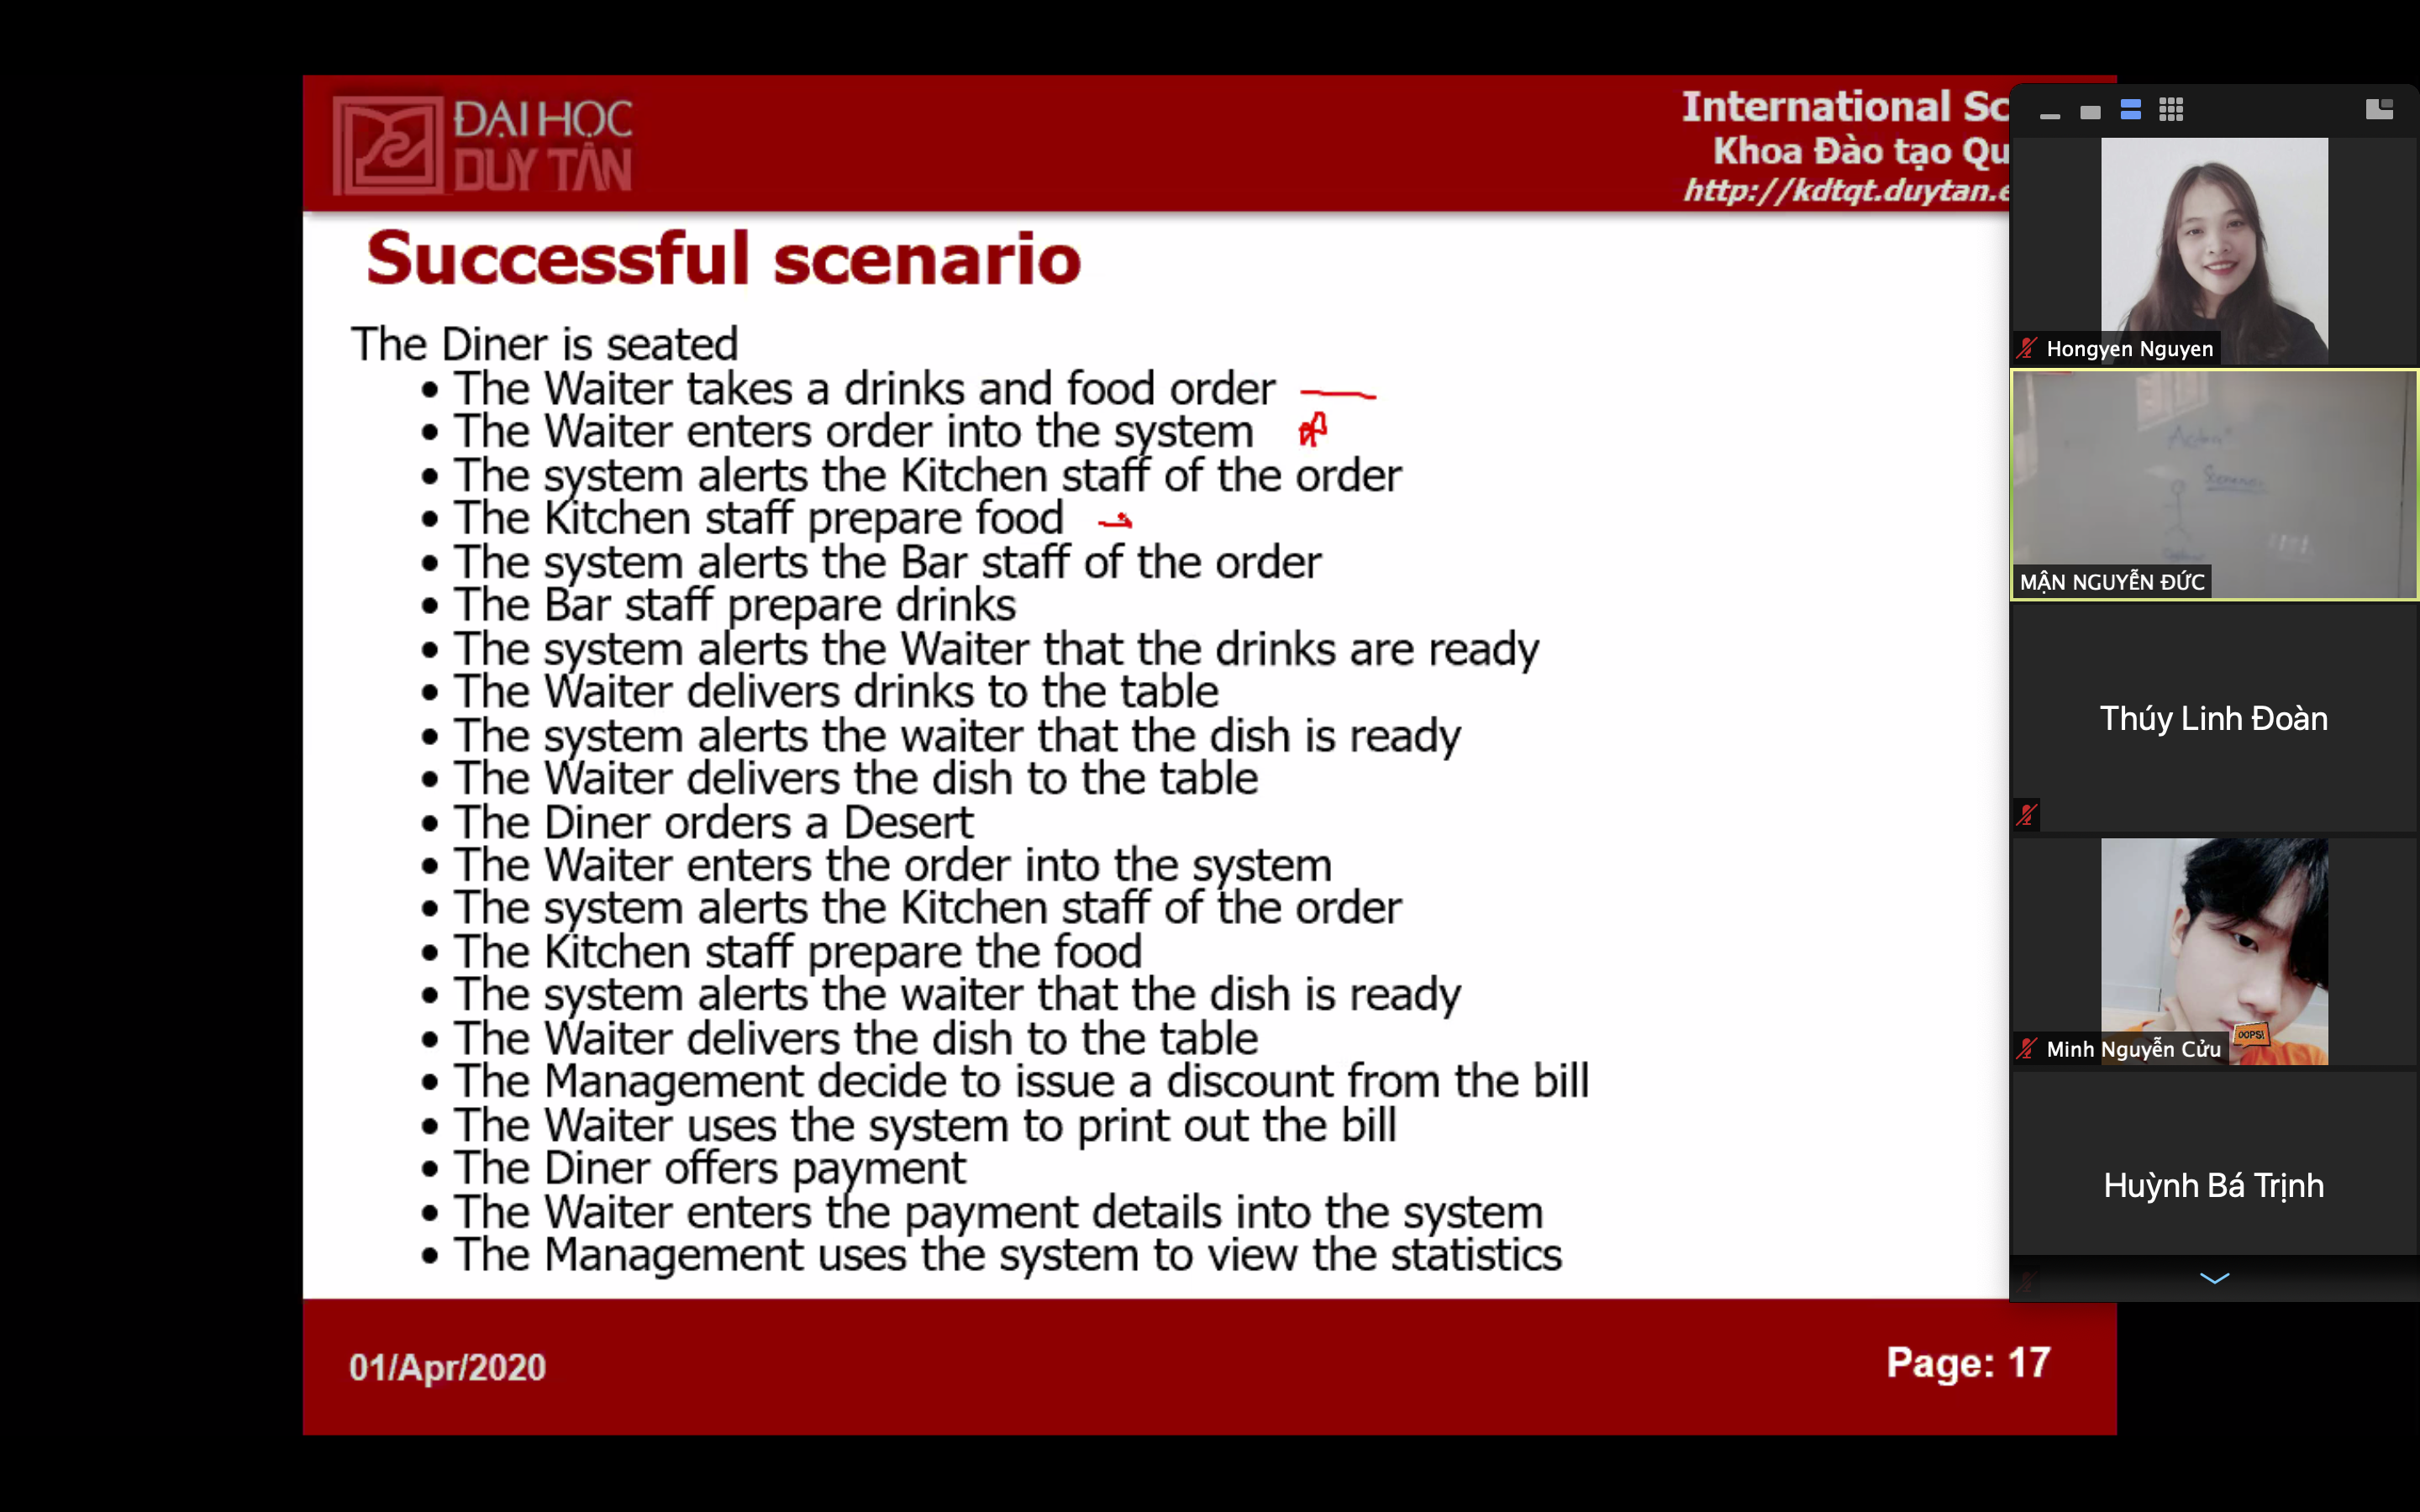 ĐẠI HỌC
DUY TÂN
International Sc
Khoa Đào tạo Qu
http://kdtqt.duytan.e
Successful scenario
The Diner is seated
• The Waiter takes a drinks and food order
• The Waiter enters order into the system
• The system alerts the Kitchen staff of the order
• The Kitchen staff prepare food
• The system alerts the Bar staff of the order
• The Bar staff prepare drinks
• The system alerts the Waiter that the drinks are ready
• The Waiter delivers drinks to the table
• The system alerts the waiter that the dish is ready
• The Waiter delivers the dish to the table
• The Diner orders a Desert
• The Waiter enters the order into the system
• The system alerts the Kitchen staff of the order
• The Kitchen staff prepare the food
• The system alerts the waiter that the dish is ready
• The Waiter delivers the dish to the table
• The Management decide to issue a discount from the bill
• The Waiter uses the system to print out the bill
• The Diner offers payment
• The Waiter enters the payment details into the system
• The Management uses the system to view the statistics
01/Apr/2020
Page: 17
Hongyen Nguyen
MẬN NGUYỄN ĐỨC
Thúy Linh Đoàn
OOPS!
Minh Nguyễn Cửu
Huỳnh Bá Trịnh